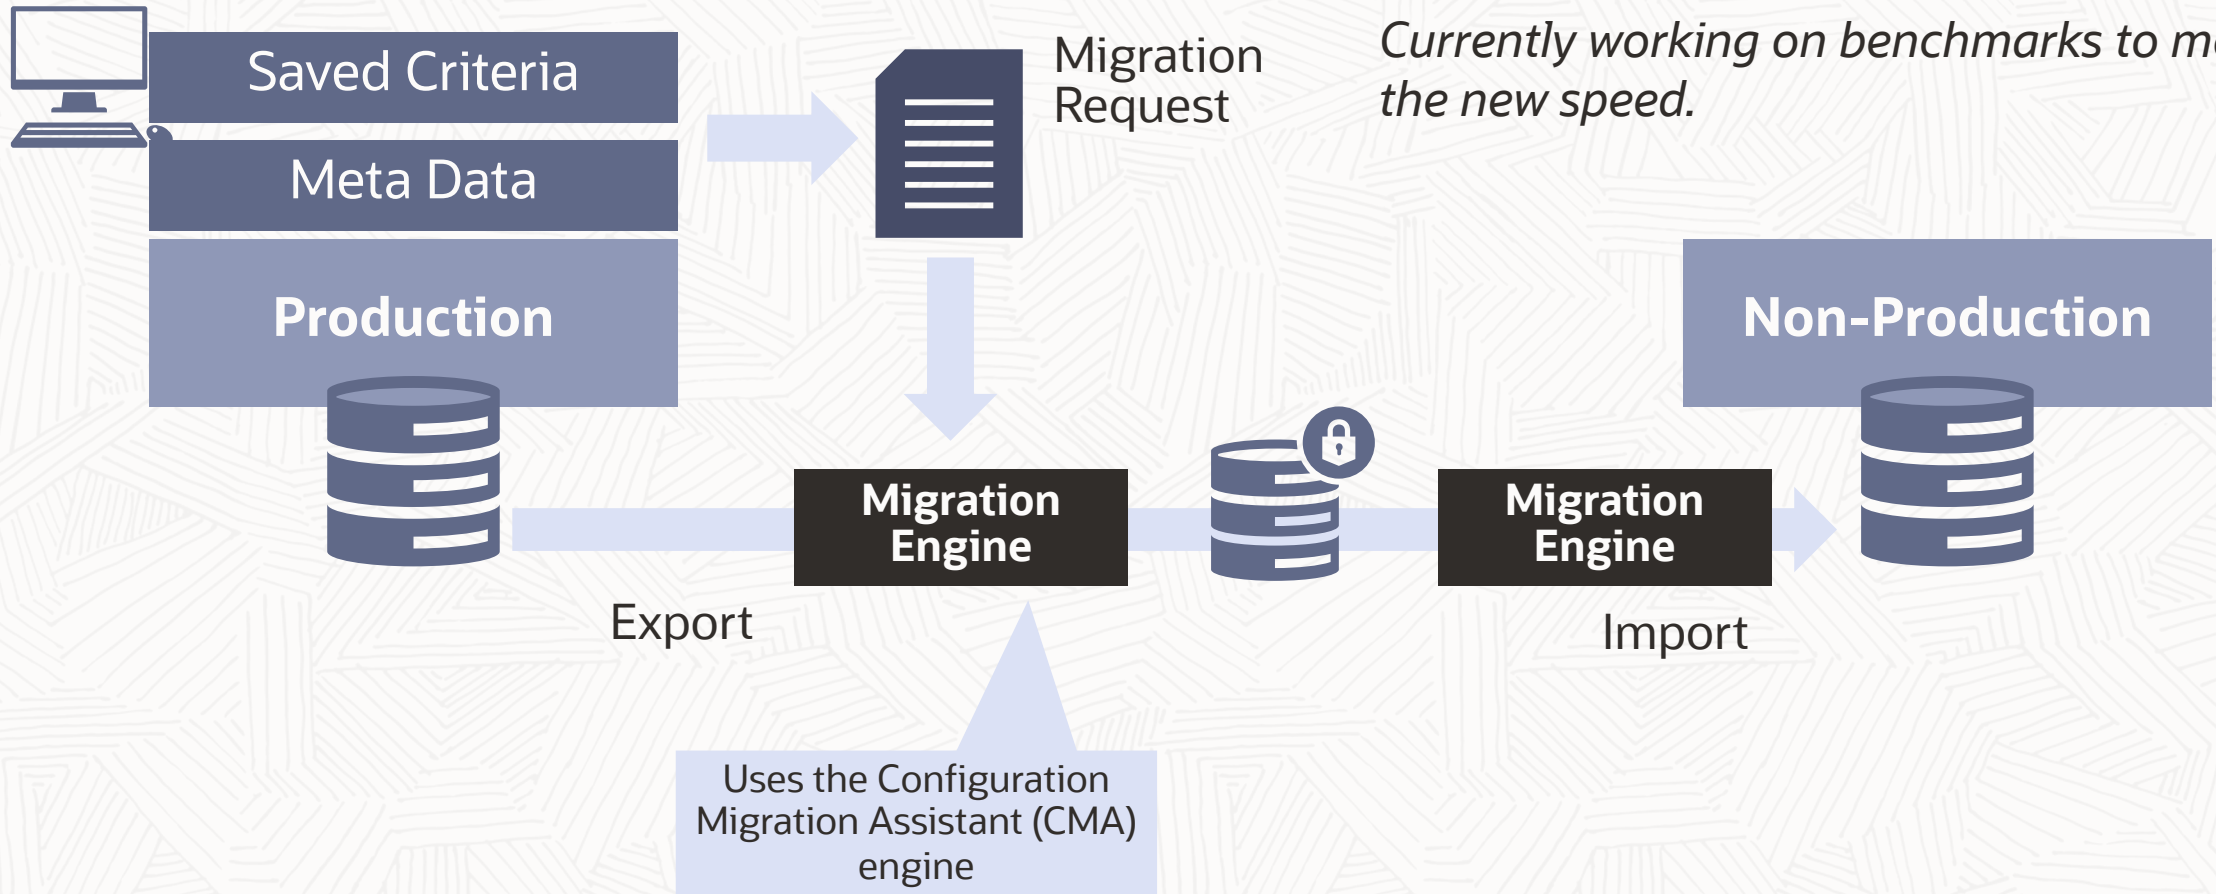 Saved Criteria
Meta Data
Production
Migration
Request
Currently working on benchmarks to
the new speed.
Non-Production
Migration
Engine
Migration
Engine
Export
Import
Uses the Configuration
Migration Assistant (CMA)
engine